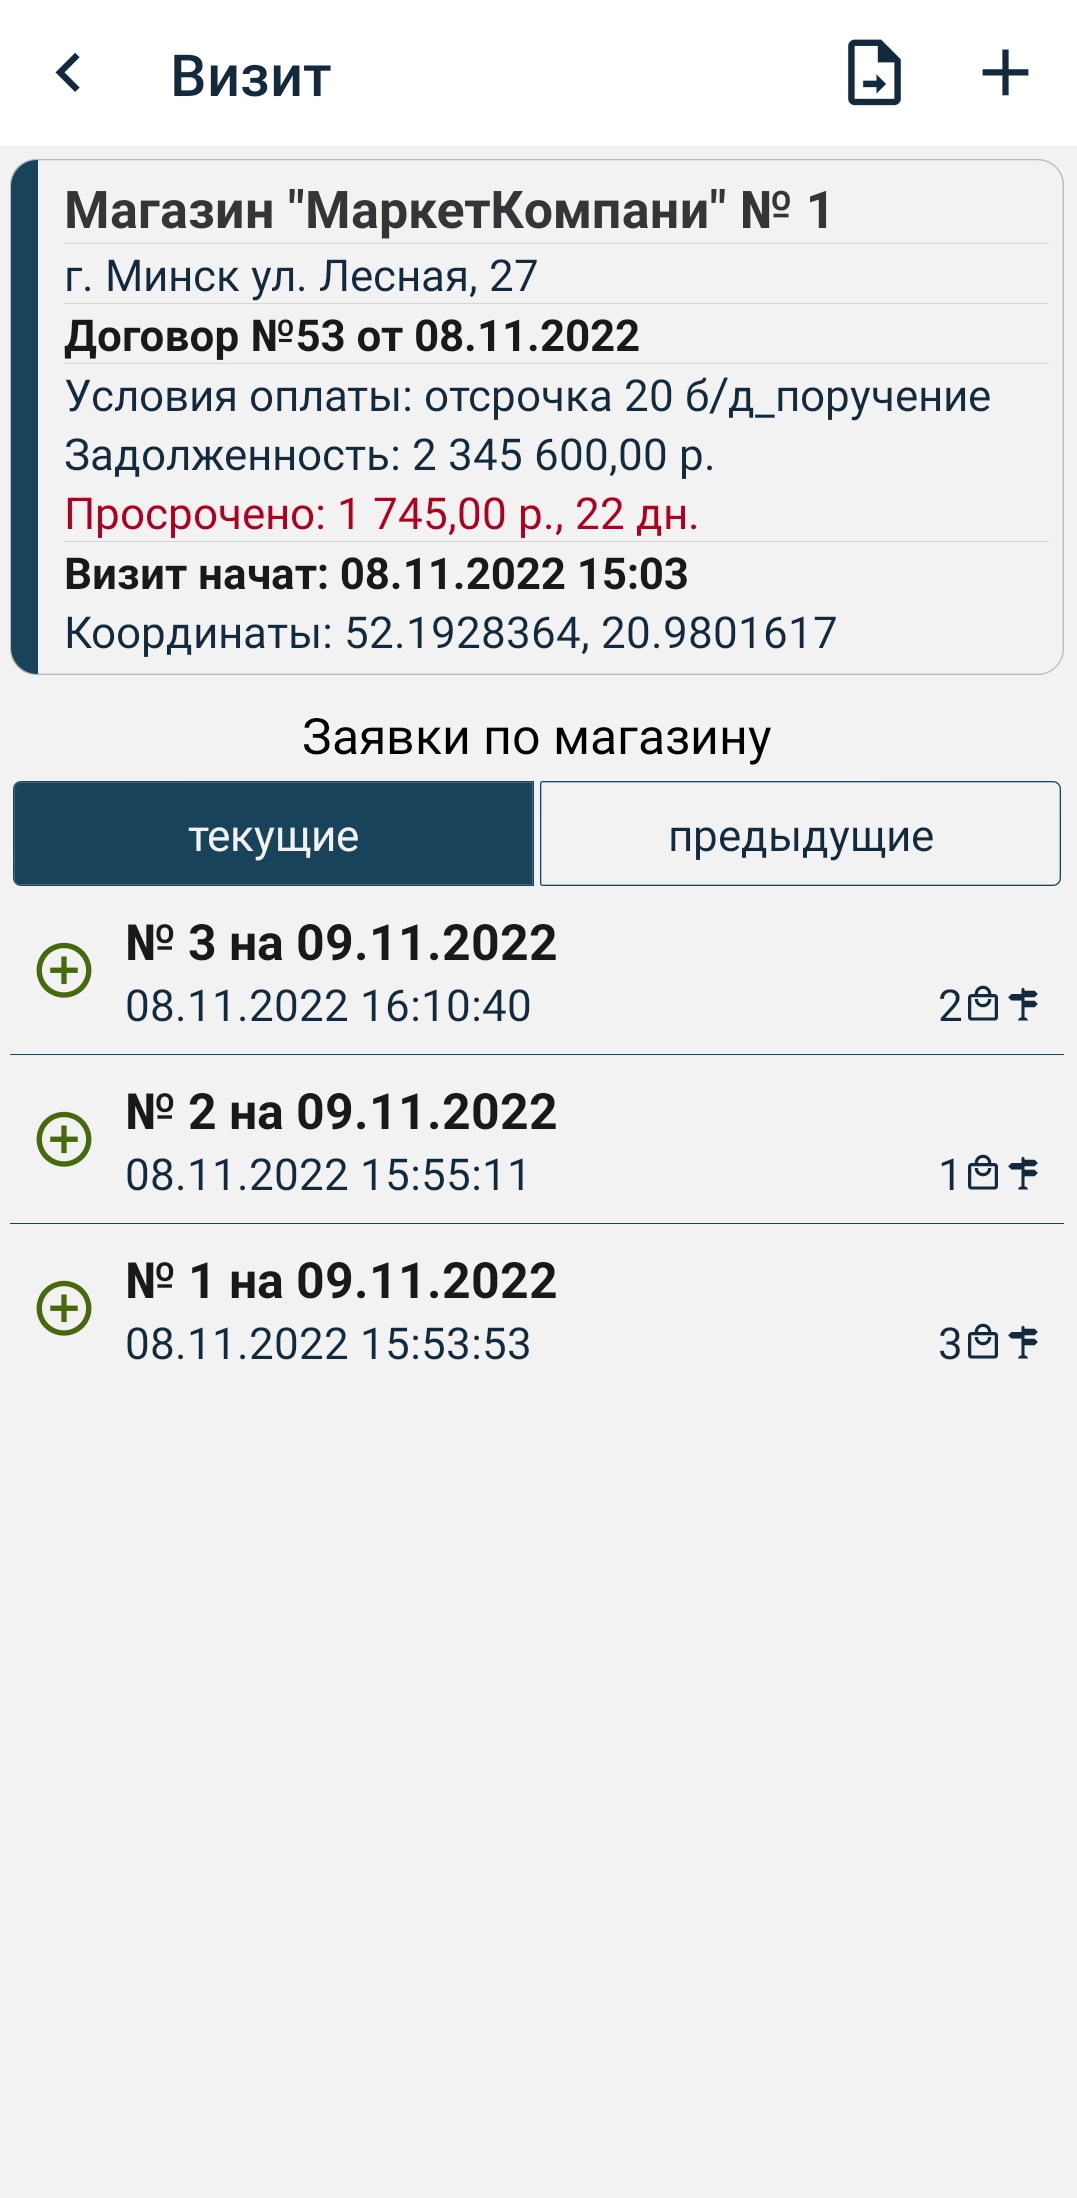 Визит
Магазин "МаркетКомпани" № 1
г. Минск ул. Лесная, 27
Договор №53 от 08.11.2022
Условия оплаты: отсрочка 20 б/д_поручение
Задолженность: 2 345 600,00 р.
Просрочено: 1 745,00 р., 22 дн.
Визит начат: 08.11.2022 15:03
Координаты: 52.1928364, 20.9801617
Заявки по магазину
текущие
предыдущие
№ 3 на 09.11.2022
08.11.2022 16:10:40
2
№ 2 на 09.11.2022
08.11.2022 15:55:11
1
№ 1 на 09.11.2022
08.11.2022 15:53:53
3